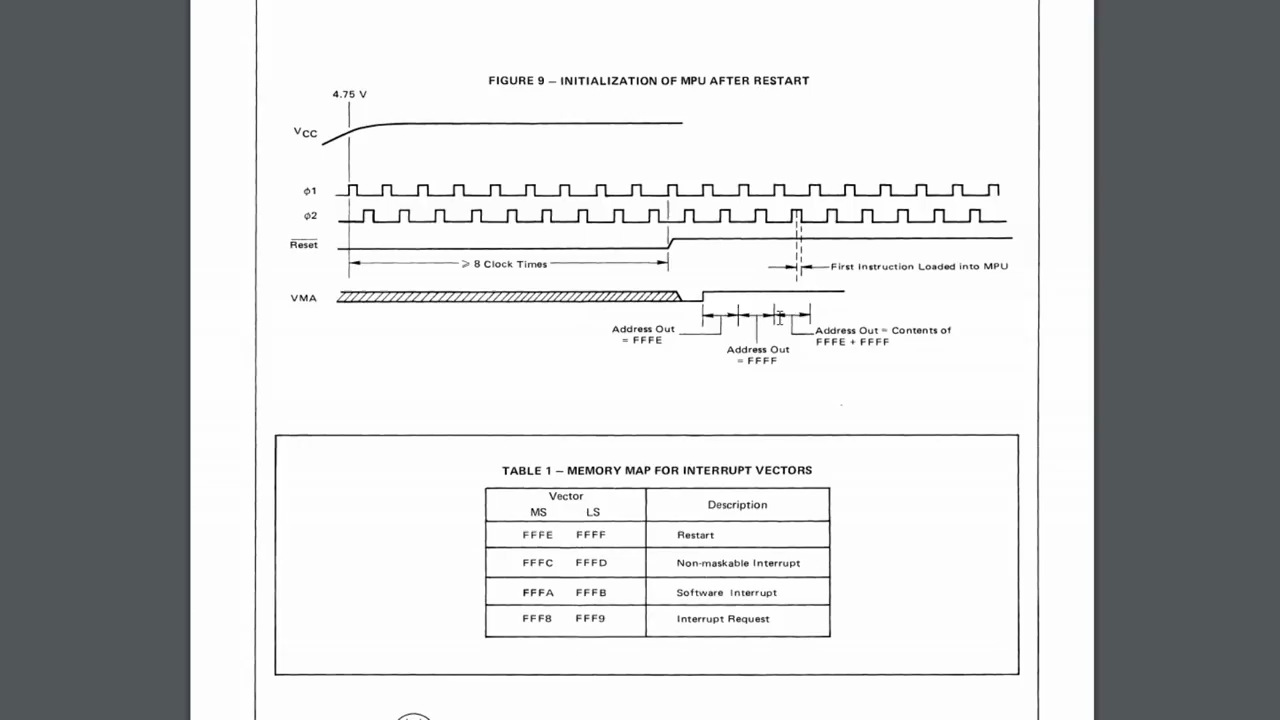 FIGURE 9 – INITIALIZATION OF MPU AFTER RESTART
4.75 V
VCC
ϕ1
ϕ2
Reset
⩾ 8 Clock Times
First Instruction Loaded into MPU
VMA
Address Out
= FFFE
Address Out
= FFFF
Address Out = Contents of
FFFE + FFFF
TABLE 1 – MEMORY MAP FOR INTERRUPT VECTORS
Vector
MS LS
Description
FFFE FFFF Restart
FFFC FFFD Non-maskable Interrupt
FFFA FFFB Software Interrupt
FFF8 FFF9 Interrupt Request